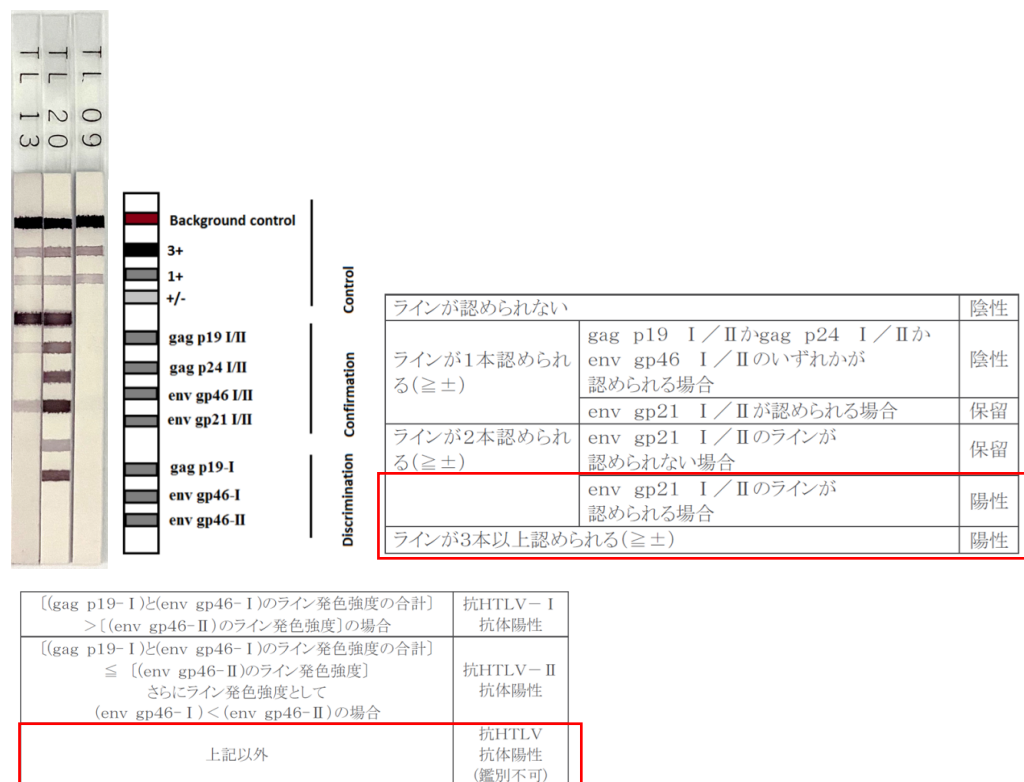 TL 13
TL 20
TL 09
Background control
3+
1+
+/-
Control
gag p19 I/II
gag p24 I/II
env gp46 I/II
env gp21 I/II
Confirmation
gag p19-I
env gp46-I
env gp46-II
Discrimination
ラインが認められない
陰性
ラインが1本認められ
る(≧±)
gag p19 Ⅰ/Ⅱかgag p24 Ⅰ/Ⅱか
env gp46 Ⅰ/Ⅱのいずれかが
認められる場合
陰性
env gp21 Ⅰ/Ⅱが認められる場合
保留
ラインが2本認められ
る(≧±)
env gp21 Ⅰ/Ⅱのラインが
認められない場合
保留
env gp21 Ⅰ/Ⅱのラインが
認められる場合
陽性
ラインが3本以上認められる(≧±)
陽性
〔(gag p19-Ⅰ)と(env gp46-Ⅰ)のライン発色強度の合計〕
>〔(env gp46-Ⅱ)のライン発色強度〕の場合
抗HTLV-Ⅰ
抗体陽性
〔(gag p19-Ⅰ)と(env gp46-Ⅰ)のライン発色強度の合計〕
≦ 〔(env gp46-Ⅱ)のライン発色強度〕
さらにライン発色強度として
(env gp46-Ⅰ)<(env gp46-Ⅱ)の場合
抗HTLV-Ⅱ
抗体陽性
上記以外
抗HTLV
抗体陽性
(鑑別不可)